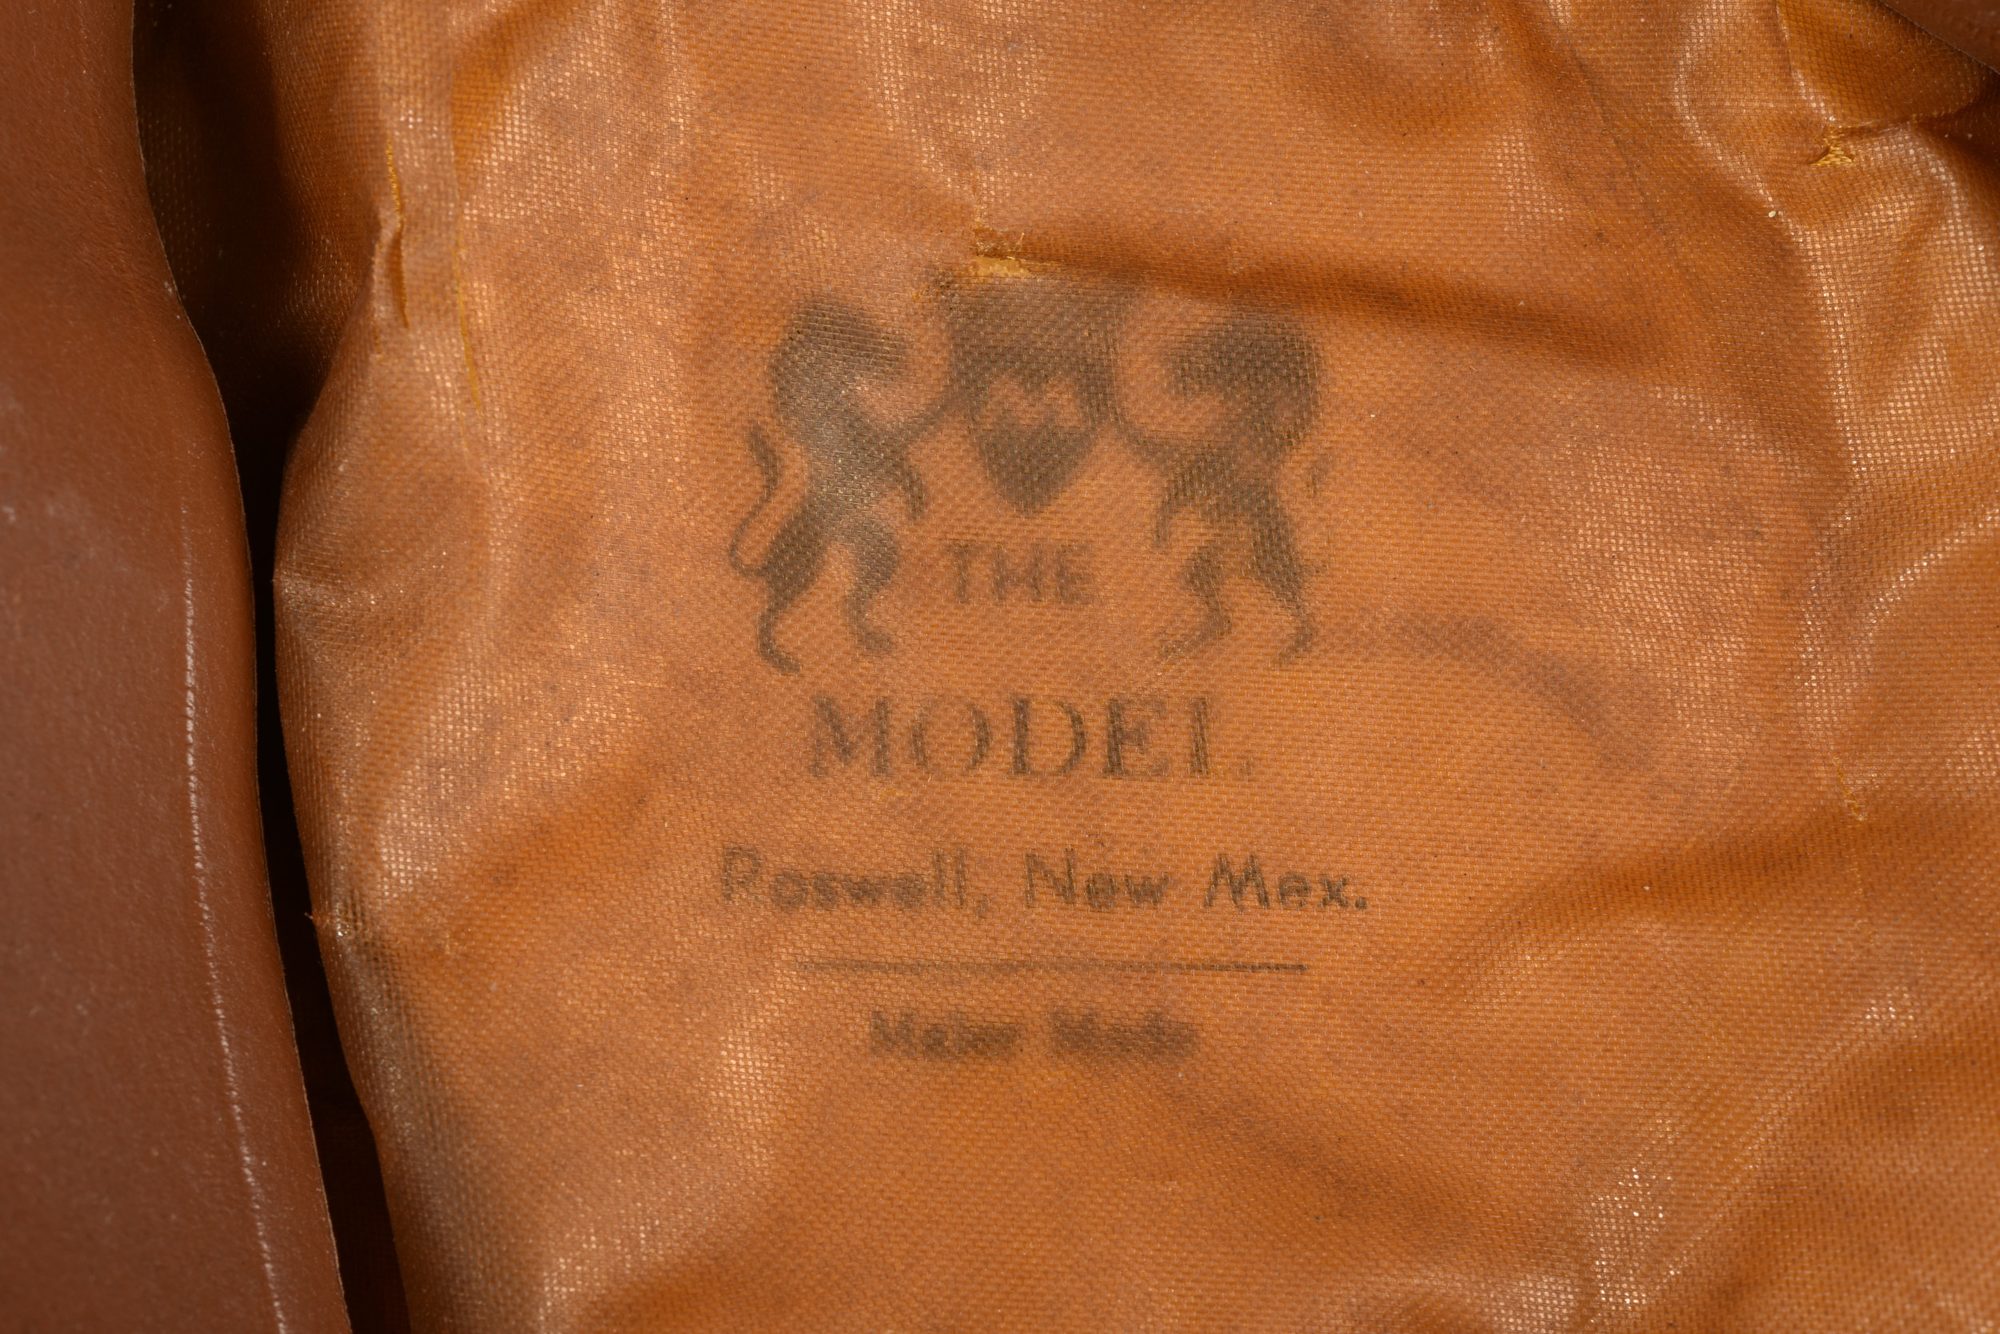 THE
MODEL
Roswell, New Mex.